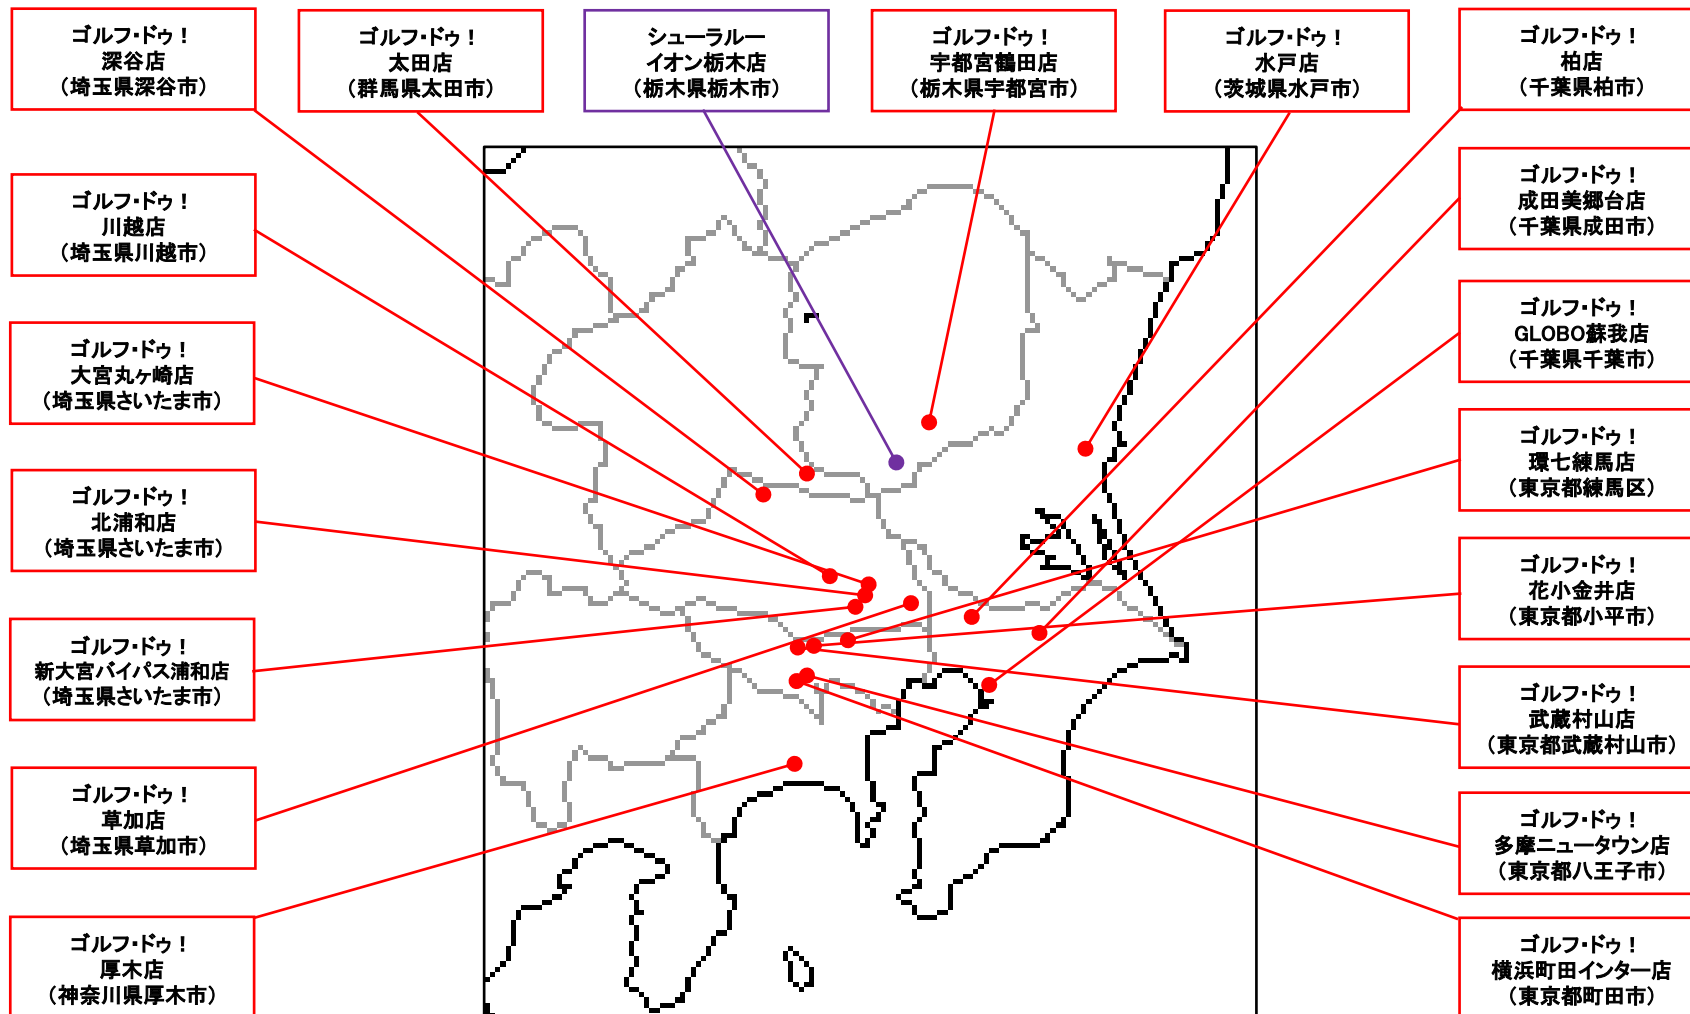 ゴルフ・ドゥ！
深谷店
（埼玉県深谷市）
ゴルフ・ドゥ！
太田店
（群馬県太田市）
シューラルー
イオン栃木店
（栃木県栃木市）
ゴルフ・ドゥ！
宇都宮鶴田店
（栃木県宇都宮市）
ゴルフ・ドゥ！
水戸店
（茨城県水戸市）
ゴルフ・ドゥ！
柏店
（千葉県柏市）
ゴルフ・ドゥ！
川越店
（埼玉県川越市）
ゴルフ・ドゥ！
大宮丸ヶ崎店
（埼玉県さいたま市）
ゴルフ・ドゥ！
北浦和店
（埼玉県さいたま市）
ゴルフ・ドゥ！
新大宮バイパス浦和店
（埼玉県さいたま市）
ゴルフ・ドゥ！
草加店
（埼玉県草加市）
ゴルフ・ドゥ！
厚木店
（神奈川県厚木市）
ゴルフ・ドゥ！
成田美郷台店
（千葉県成田市）
ゴルフ・ドゥ！
GLOBO蘇我店
（千葉県千葉市）
ゴルフ・ドゥ！
環七練馬店
（東京都練馬区）
ゴルフ・ドゥ！
花小金井店
（東京都小平市）
ゴルフ・ドゥ！
武蔵村山店
（東京都武蔵村山市）
ゴルフ・ドゥ！
多摩ニュータウン店
（東京都八王子市）
ゴルフ・ドゥ！
横浜町田インター店
（東京都町田市）